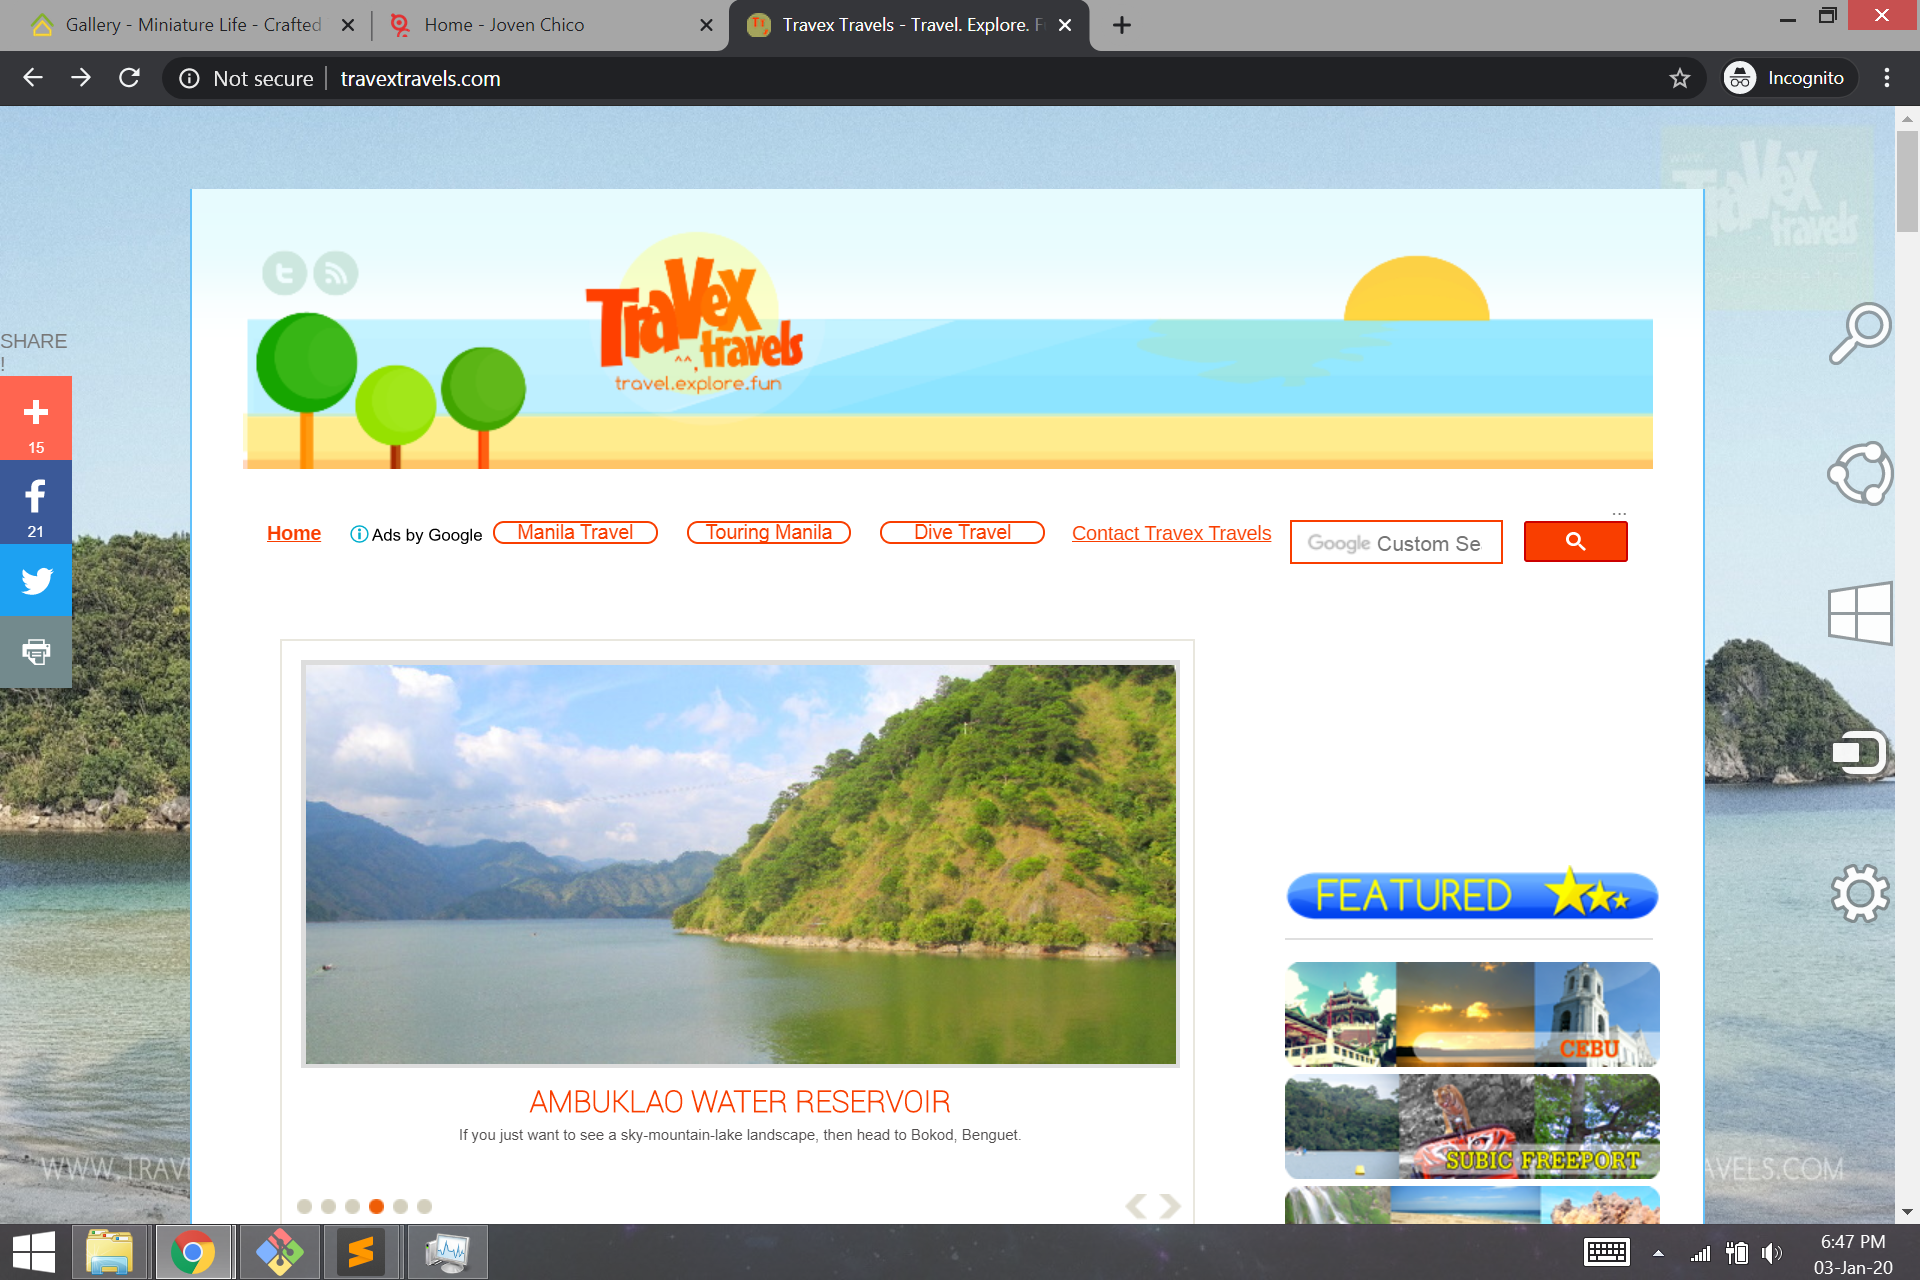 Gallery - Miniature Life - Crafted
Home - Joven Chico
Travex Travels - Travel. Explore. F
Not secure
travextravels.com
Incognito
www
Travex
travels
Travex
travels
travel.explore.fun
SHARE
!
15
21
Home
Ads by Google
Manila Travel
Touring Manila
Dive Travel
Contact Travex Travels
Google Custom Se
...
FEATURED
CEBU
SUBIC FREEPORT
AMBUKLAO WATER RESERVOIR
If you just want to see a sky-mountain-lake landscape, then head to Bokod, Benguet.
WWW.TRAV
AVELS.COM
6:47 PM
03-Jan-20